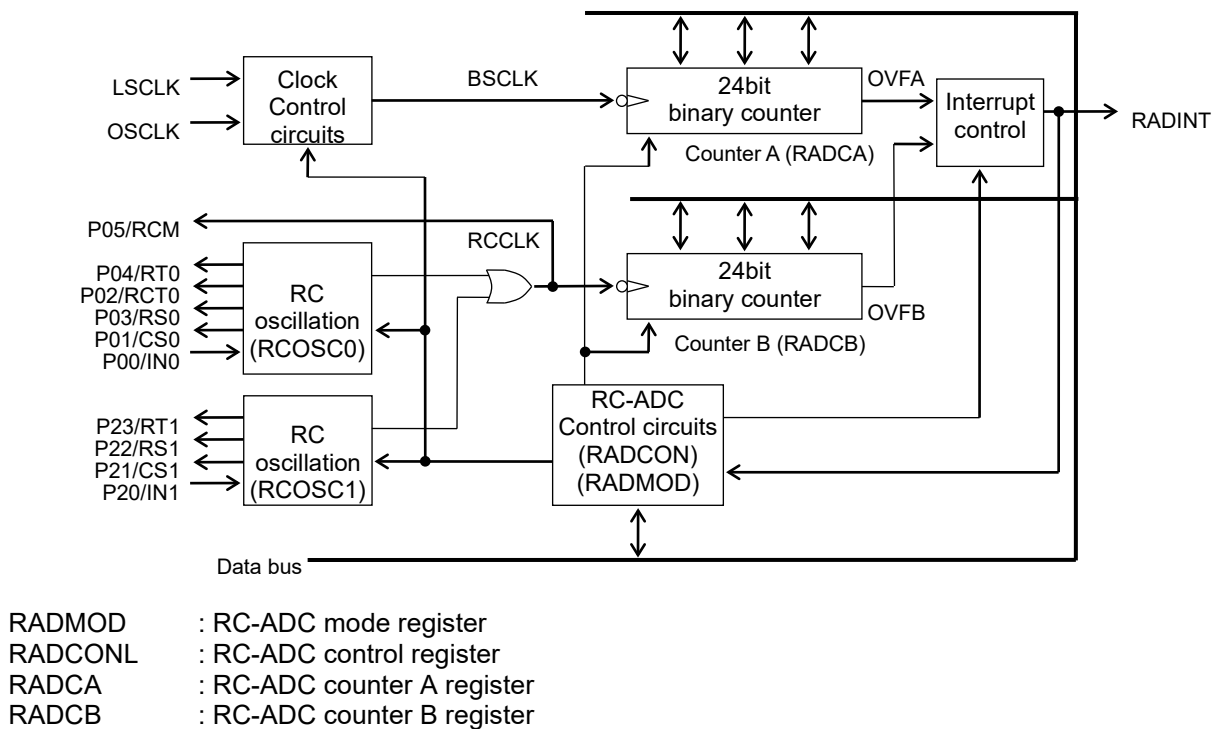 LSCLK
OSCLK
Clock
Control
circuits
BSCLK
24bit
binary counter
Counter A (RADCA)
OVFA
Interrupt
control
RADINT
P05/RCM
RCCLK
P04/RT0
P02/RCT0
P03/RS0
P01/CS0
P00/IN0
RC
oscillation
(RCOSC0)
24bit
binary counter
Counter B (RADCB)
OVFB
P23/RT1
P22/RS1
P21/CS1
P20/IN1
RC
oscillation
(RCOSC1)
RC-ADC
Control circuits
(RADCON)
(RADMOD)
Data bus
RADMOD : RC-ADC mode register
RADCONL : RC-ADC control register
RADCA : RC-ADC counter A register
RADCB : RC-ADC counter B register